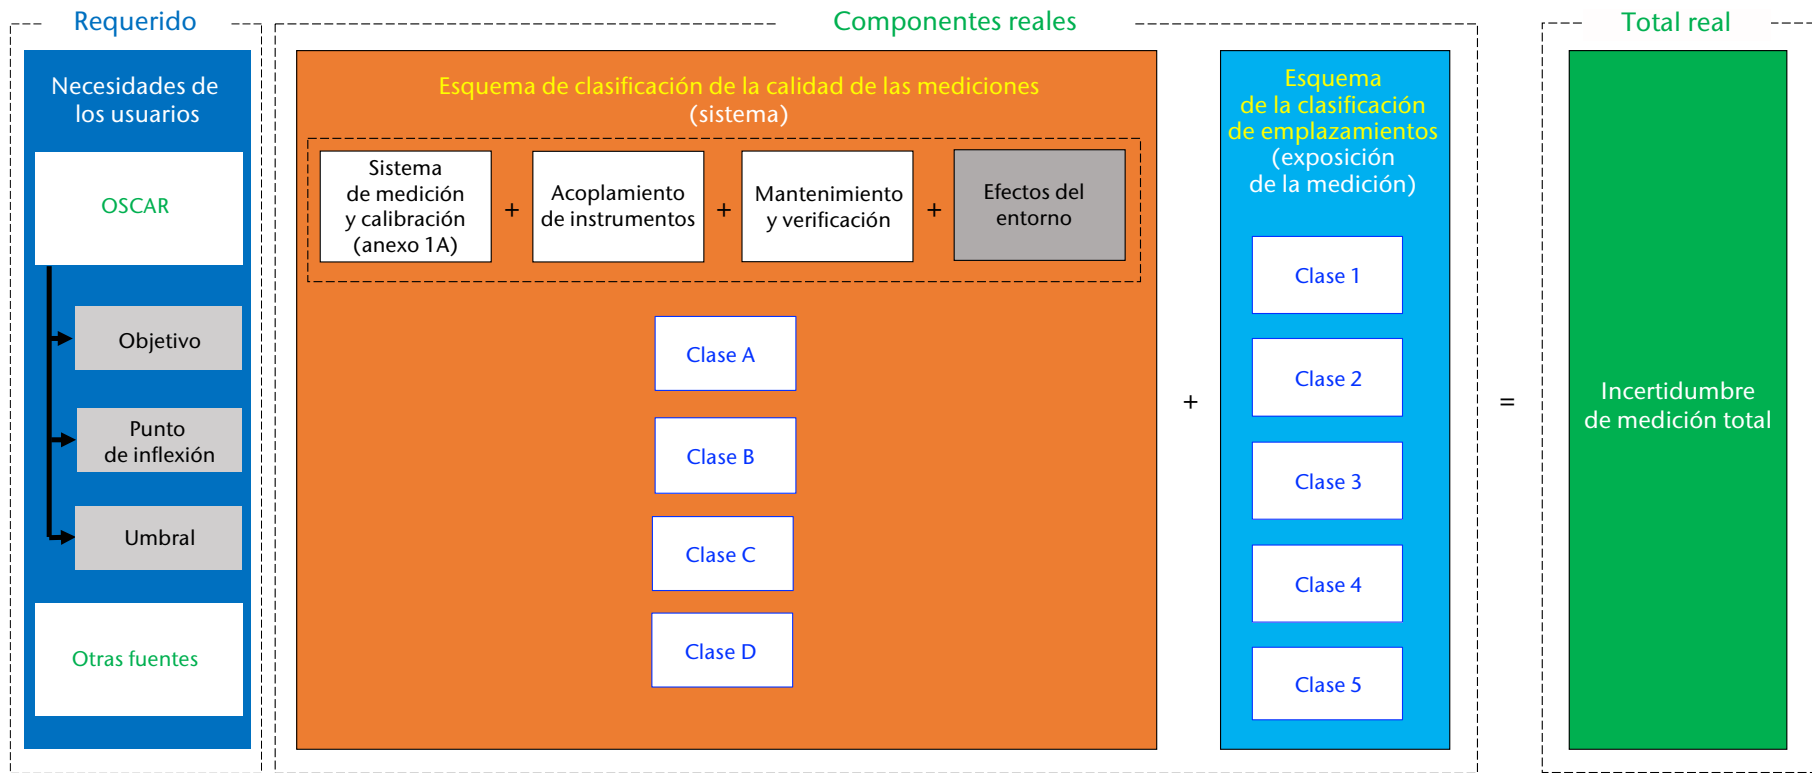 Requerido
Necesidades de
los usuarios
OSCAR
Objetivo
Punto
de inflexión
Umbral
Otras fuentes
Componentes reales
Esquema de clasificación de la calidad de las mediciones
(sistema)
Sistema
de medición
y calibración
(anexo 1A)
+
Acoplamiento
de instrumentos
+
Mantenimiento
y verificación
+
Efectos del
entorno
Clase A
Clase B
Clase C
Clase D
+
Esquema
de la clasificación
de emplazamientos
(exposición
de la medición)
Clase 1
Clase 2
Clase 3
Clase 4
Clase 5
=
Total real
Incertidumbre
de medición total